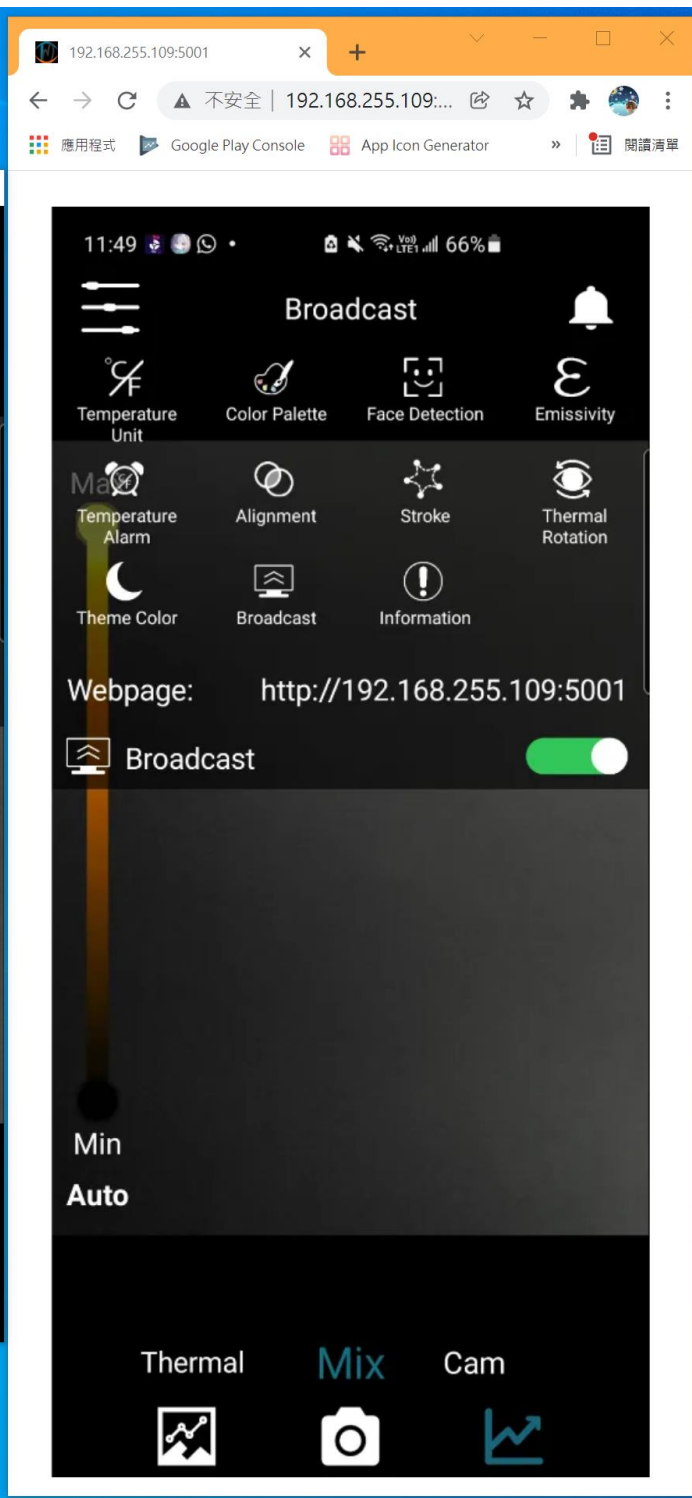 192.168.255.109:5001
不安全 | 192.168.255.109:...
應用程式 Google Play Console App Icon Generator » 閱讀清單
11:49 66%
Vo))
LTE1
Broadcast
°C/F
Temperature Unit
Color Palette
Face Detection
Emissivity
Temperature Alarm
Alignment
Stroke
Thermal Rotation
Theme Color
Broadcast
Information
Webpage: http://192.168.255.109:5001
Broadcast
Min
Auto
Thermal Mix Cam